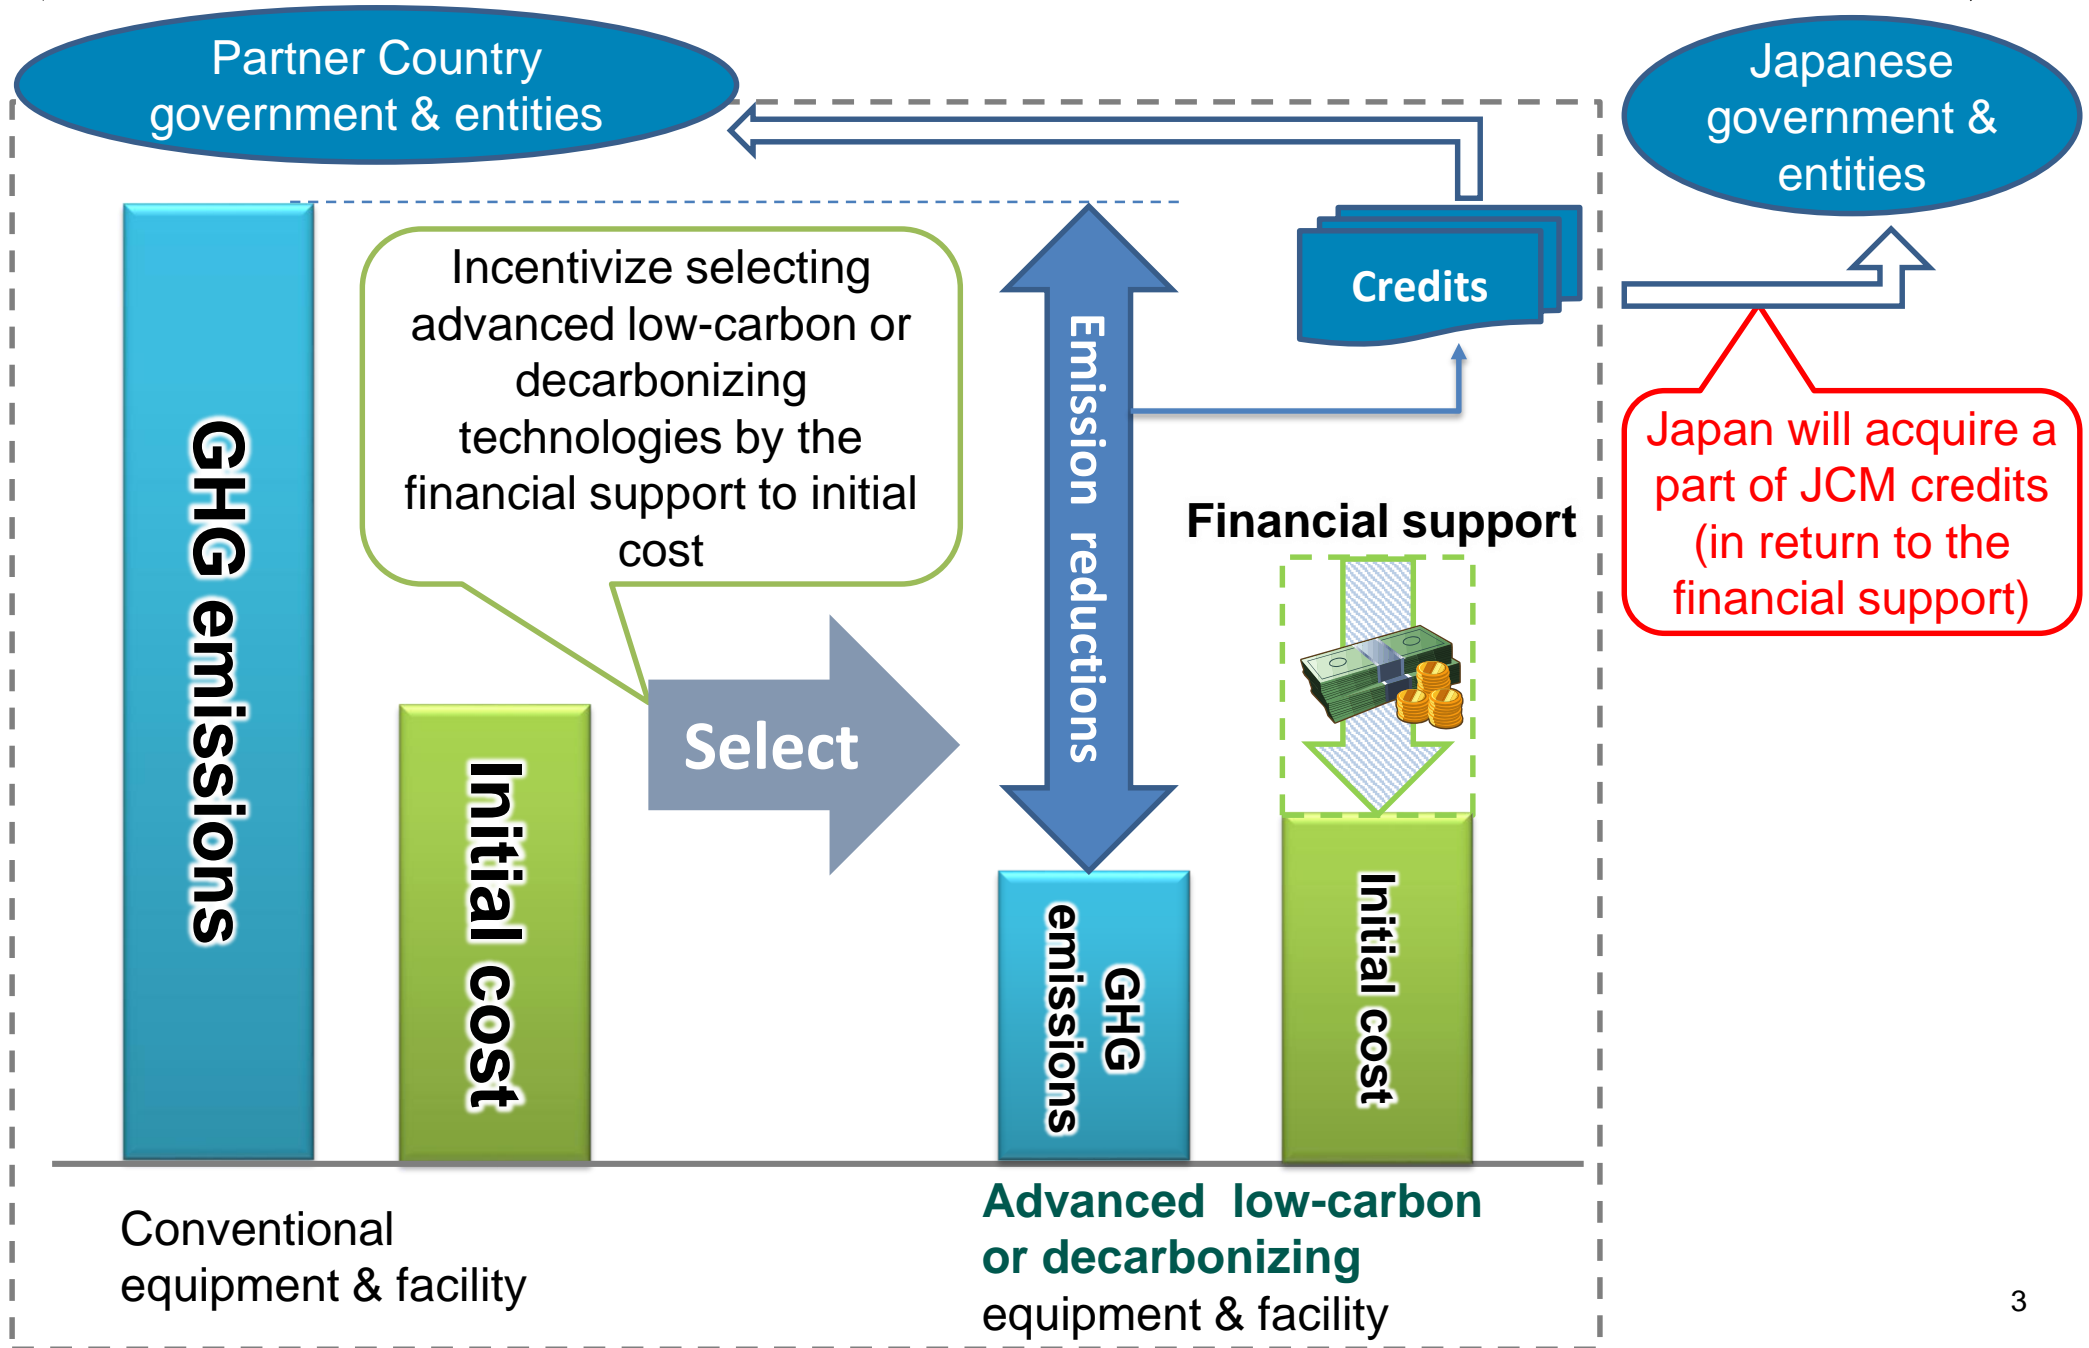 Partner Country
government & entities
Japanese
government &
entities
Incentivize selecting
advanced low-carbon or
decarbonizing
technologies by the
financial support to initial
cost
Credits
Emission reductions
GHG emissions
Initial cost
Select
Financial support
Japan will acquire a
part of JCM credits
(in return to the
financial support)
GHG
emissions
Initial cost
Conventional
equipment & facility
Advanced low-carbon
or decarbonizing
equipment & facility
3